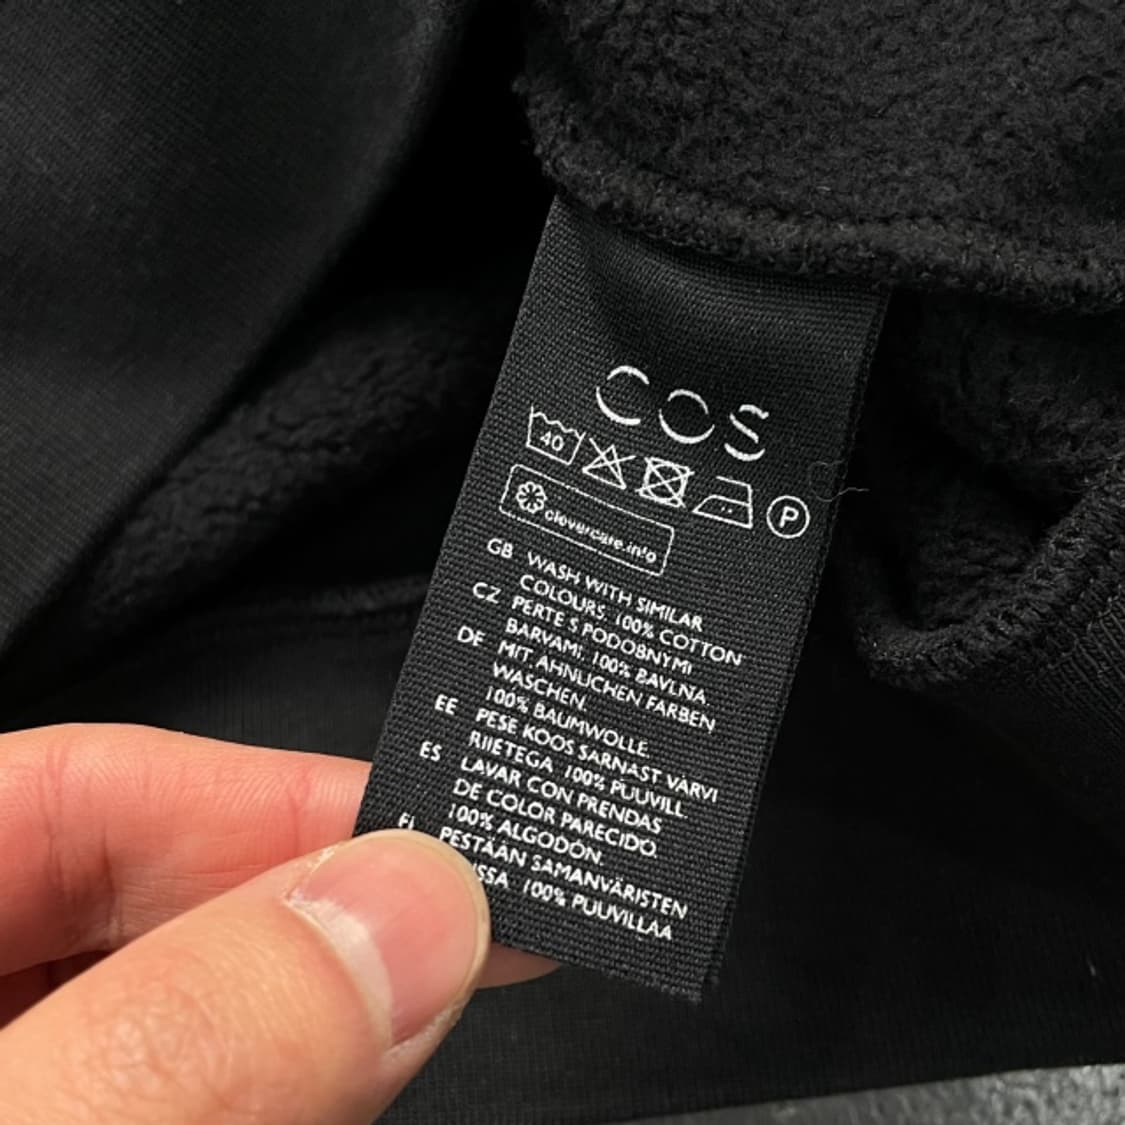 COS
40
P
clevercare.info
GB WASH WITH SIMILAR
COLOURS. 100% COTTON
CZ PERTE S PODOBNYMI
BARVAMI. 100% BAVLNA
DE MIT AHNLICHEN FARBEN
WASCHEN.
100% BAUMWOLLE.
EE PESE KOOS SARNAST VÄRVI
RIIETEGA 100% PUUVILL.
ES LAVAR CON PRENDAS
DE COLOR PARECIDO.
100% ALGODÓN.
FI PESTÄÄN SAMANVÄRISTEN
100% PUUVILLAA